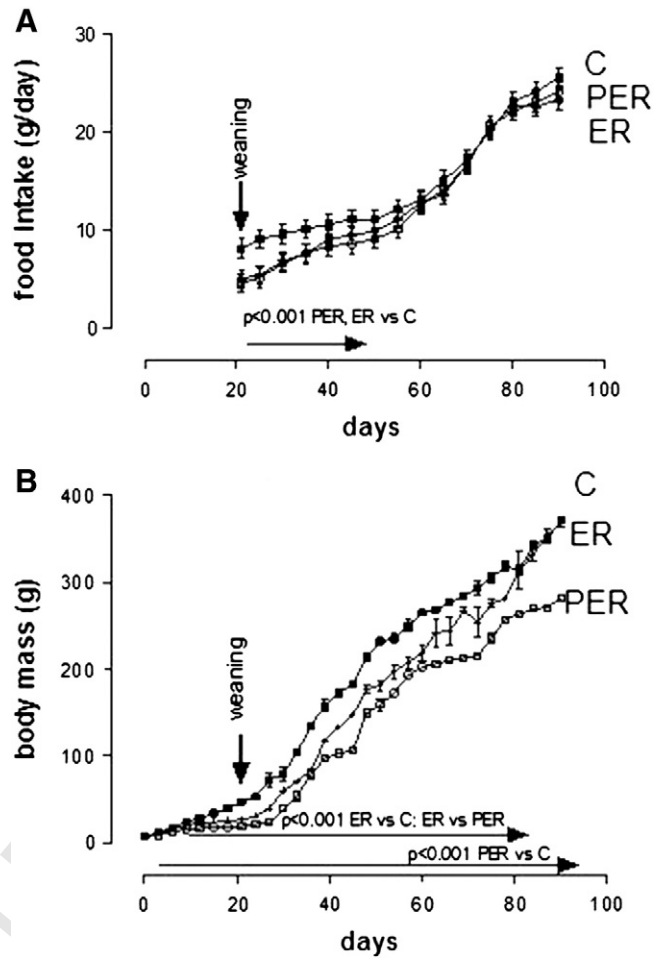 A
30
20
10
0
food Intake (g/day)
weaning
C
PER
ER
p<0.001 PER, ER vs C
0 20 40 60 80 100
days
B
400
300
200
100
0
body mass (g)
weaning
C
ER
PER
p<0.001 ER vs C: ER vs PER
p<0.001 PER vs C
0 20 40 60 80 100
days